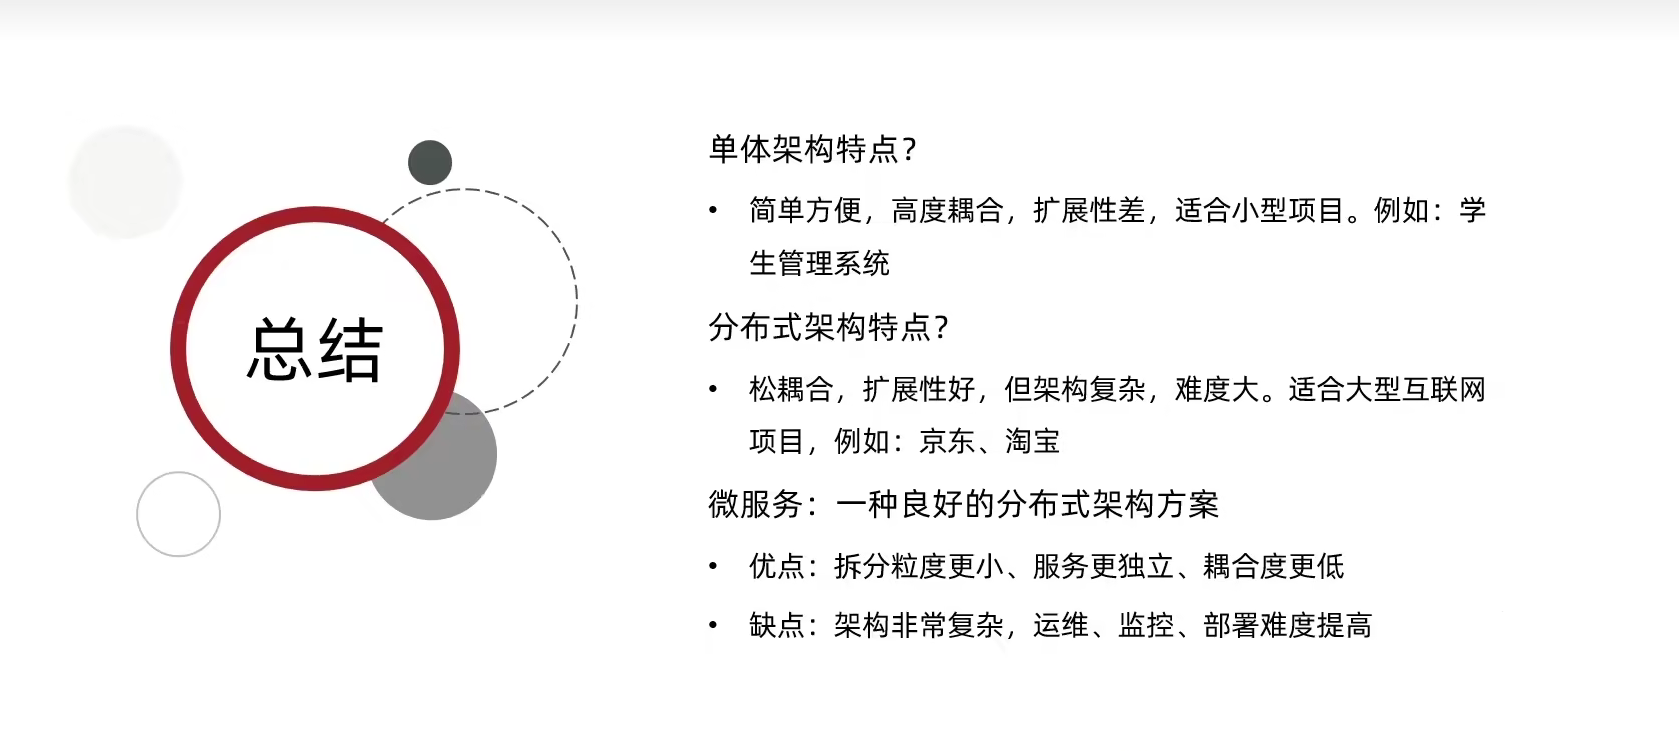 总结
单体架构特点？
• 简单方便，高度耦合，扩展性差，适合小型项目。例如：学
生管理系统
分布式架构特点？
• 松耦合，扩展性好，但架构复杂，难度大。适合大型互联网
项目，例如：京东、淘宝
微服务：一种良好的分布式架构方案
• 优点：拆分粒度更小、服务更独立、耦合度更低
• 缺点：架构非常复杂，运维、监控、部署难度提高